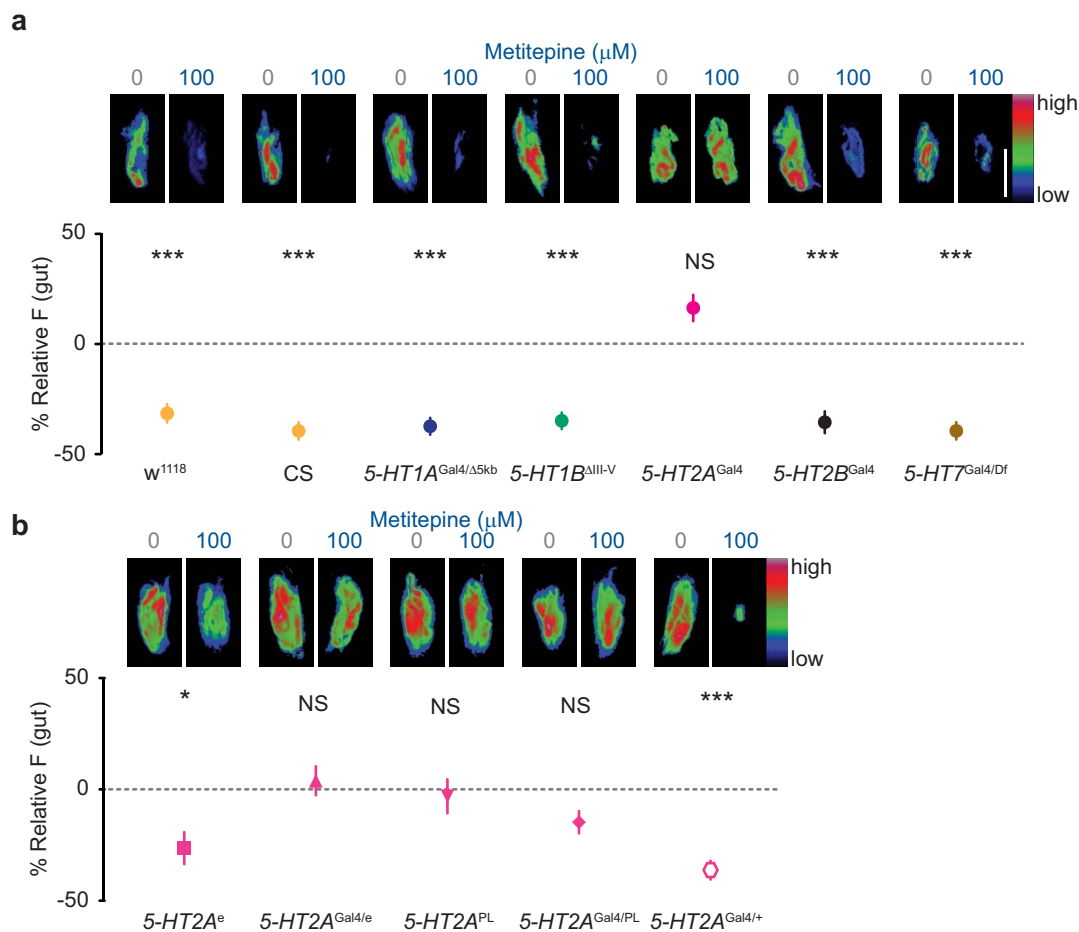 a
Metitepine (µM)
0 100 0 100 0 100 0 100 0 100 0 100 0 100
high
low
50
*** *** *** *** NS *** ***
0
-50
% Relative F (gut)
w1118 CS 5-HT1AGal4/Δ5kb 5-HT1BΔIII-V 5-HT2AGal4 5-HT2BGal4 5-HT7Gal4/Df
b
Metitepine (µM)
0 100 0 100 0 100 0 100 0 100
high
low
50
* NS NS NS ***
0
-50
% Relative F (gut)
5-HT2Ae 5-HT2AGal4/e 5-HT2APL 5-HT2AGal4/PL 5-HT2AGal4/+